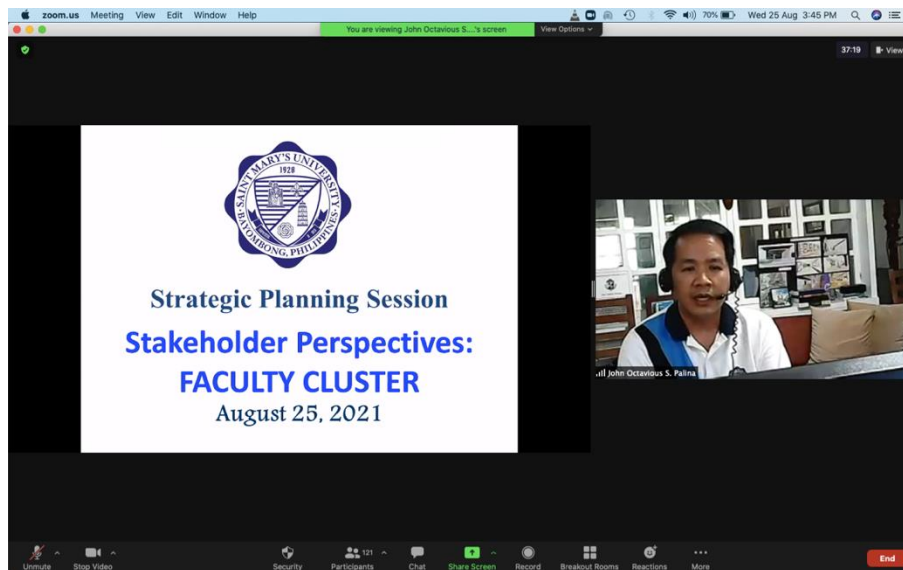 zoom.us Meeting View Edit Window Help
70% Wed 25 Aug 3:45 PM
You are viewing John Octavious S....'s screen
View Options
37:19
View
SAINT MARY'S UNIVERSITY
1928
BAYOMBONG, PHILIPPINES
Strategic Planning Session
Stakeholder Perspectives:
FACULTY CLUSTER
August 25, 2021
John Octavious S. Palina
Unmute
Stop Video
Security
121
Participants
Chat
Share Screen
Record
Breakout Rooms
Reactions
More
End